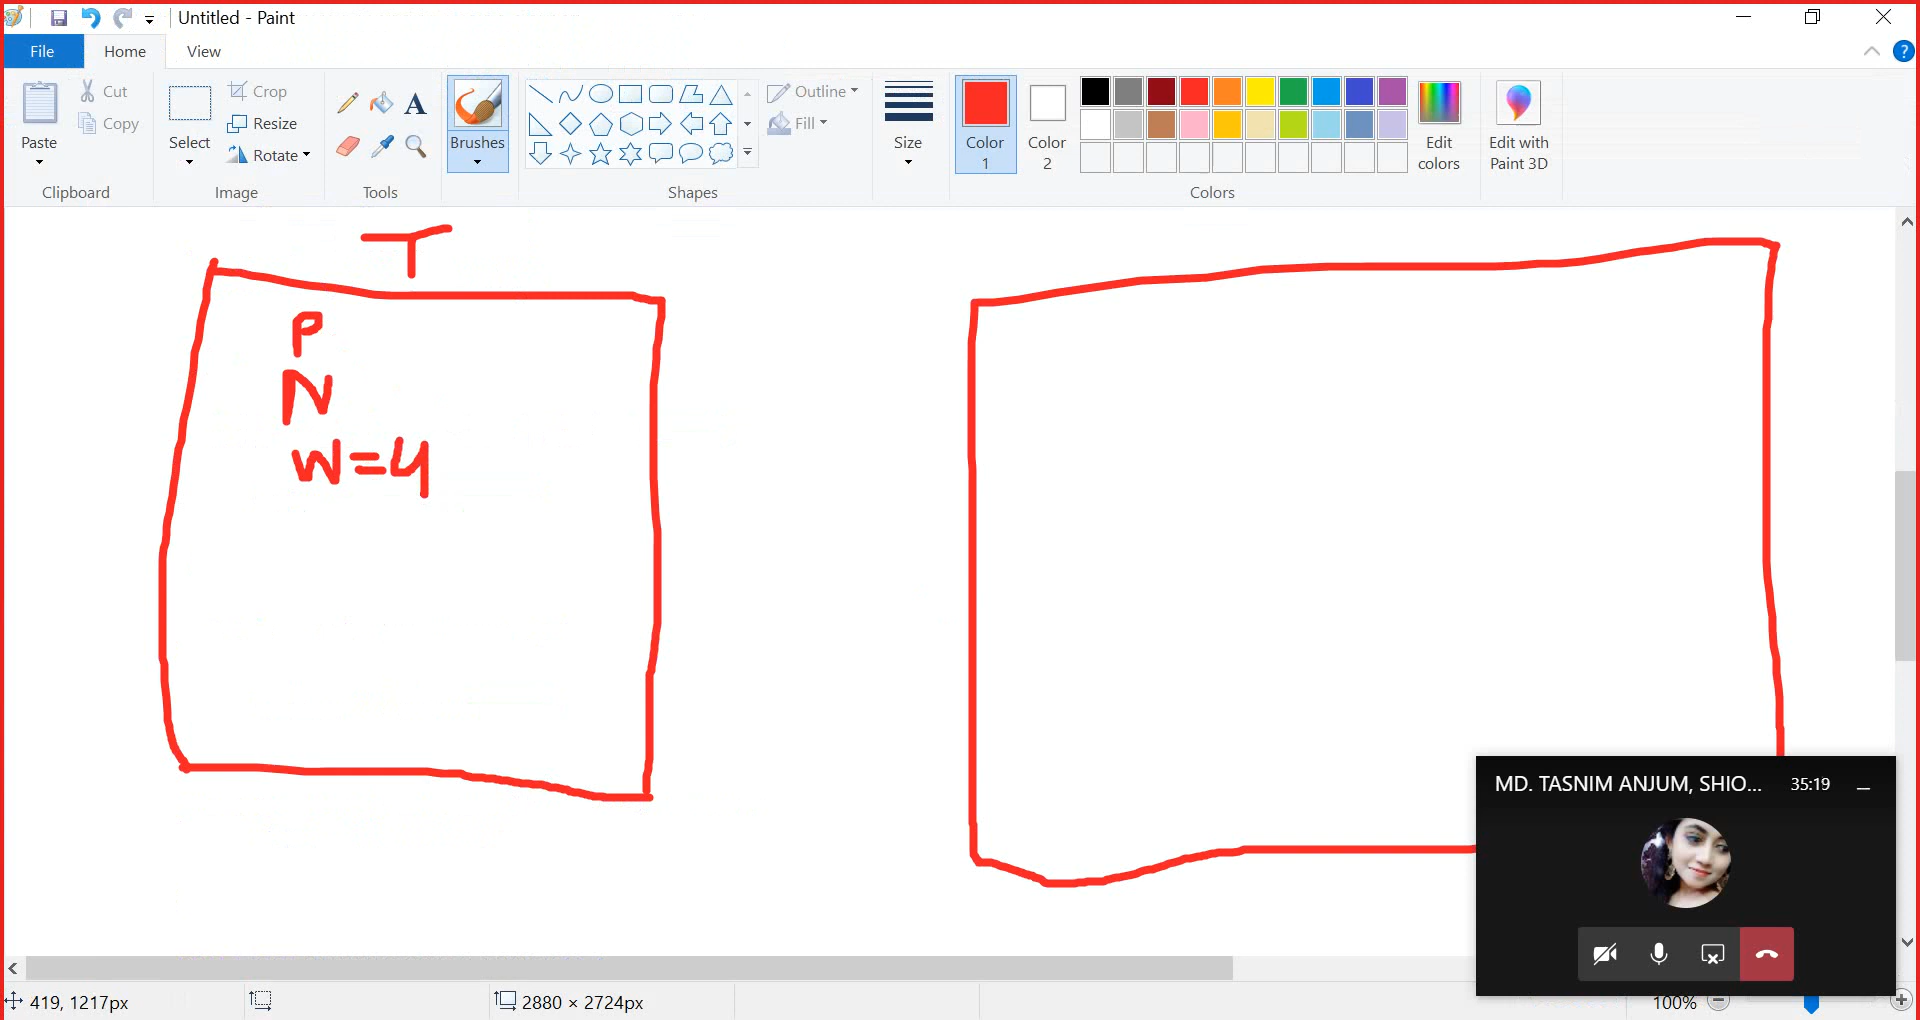 Untitled - Paint
File Home View
Paste
Cut
Copy
Clipboard
Select
Crop
Resize
Rotate
Image
Tools
Brushes
Shapes
Outline
Fill
Size
Color 1
Color 2
Edit colors
Colors
Edit with Paint 3D
T
P
N
W=4
MD. TASNIM ANJUM, SHIO... 35:19
419, 1217px
2880 × 2724px
100%